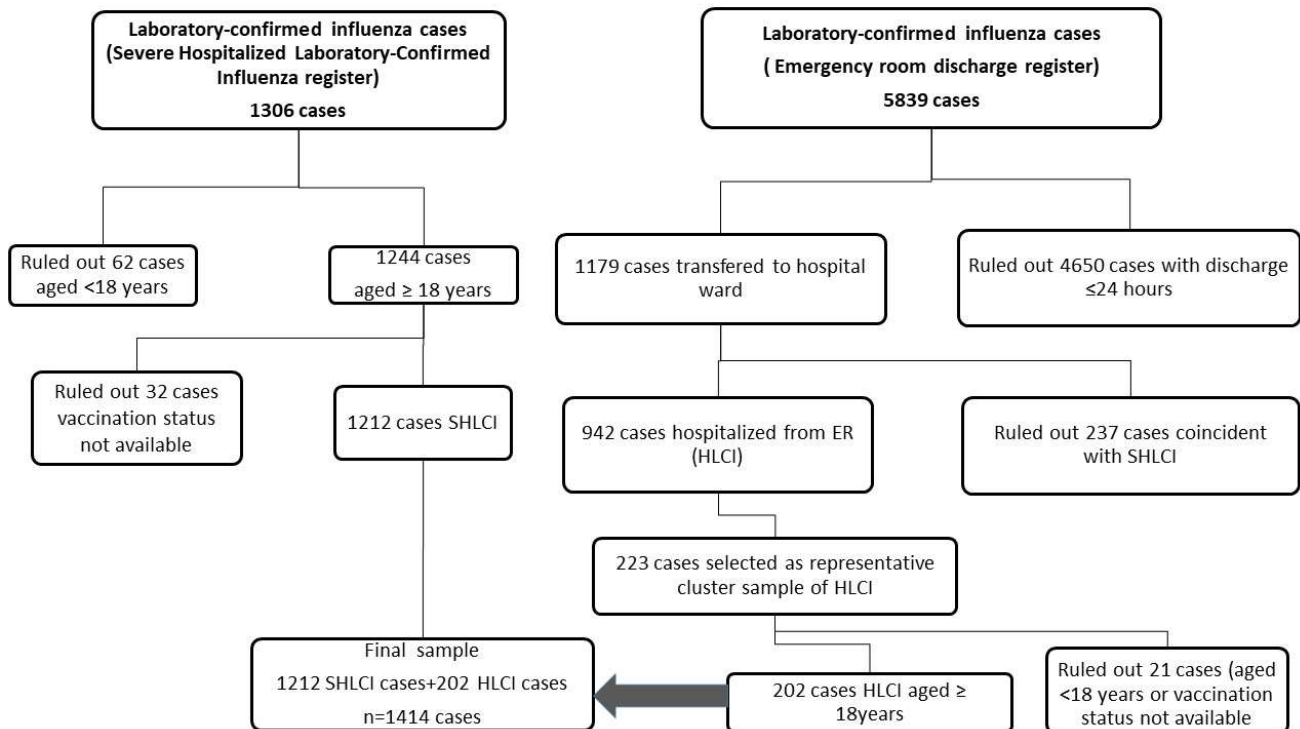 Laboratory-confirmed influenza cases
(Severe Hospitalized Laboratory-Confirmed
Influenza register)
1306 cases
Laboratory-confirmed influenza cases
( Emergency room discharge register)
5839 cases
Ruled out 62 cases
aged <18 years
1244 cases
aged ≥ 18 years
1179 cases transfered to hospital
ward
Ruled out 4650 cases with discharge
≤24 hours
Ruled out 32 cases
vaccination status
not available
1212 cases SHLCI
942 cases hospitalized from ER
(HLCI)
Ruled out 237 cases coincident
with SHLCI
223 cases selected as representative
cluster sample of HLCI
Final sample
1212 SHLCI cases+202 HLCI cases
n=1414 cases
202 cases HLCI aged ≥
18years
Ruled out 21 cases (aged
<18 years or vaccination
status not available